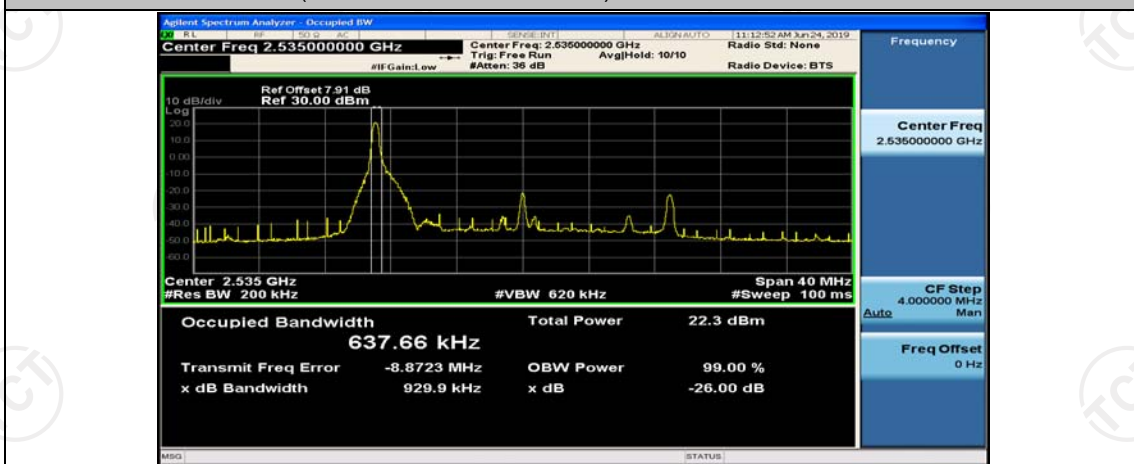 Agilent Spectrum Analyzer - Occupied BW
RL RF 50 Ω AC SENSE:INT ALIGN AUTO 11:12:52 AM Jun 24, 2019
Center Freq 2.535000000 GHz Center Freq: 2.535000000 GHz Radio Std: None Frequency
Trig: Free Run Avg|Hold: 10/10
#IFGain:Low #Atten: 36 dB Radio Device: BTS
Ref Offset 7.91 dB
10 dB/div Ref 30.00 dBm
Log
20.0
10.0
0.00
-10.0
-20.0
-30.0
-40.0
-50.0
-60.0
Center Freq
2.535000000 GHz
Center 2.535 GHz Span 40 MHz
#Res BW 200 kHz #VBW 620 kHz #Sweep 100 ms
CF Step
4.000000 MHz
Auto Man
Occupied Bandwidth Total Power 22.3 dBm
637.66 kHz
Freq Offset
0 Hz
Transmit Freq Error -8.8723 MHz OBW Power 99.00 %
x dB Bandwidth 929.9 kHz x dB -26.00 dB
MSG STATUS
TCT
TCT